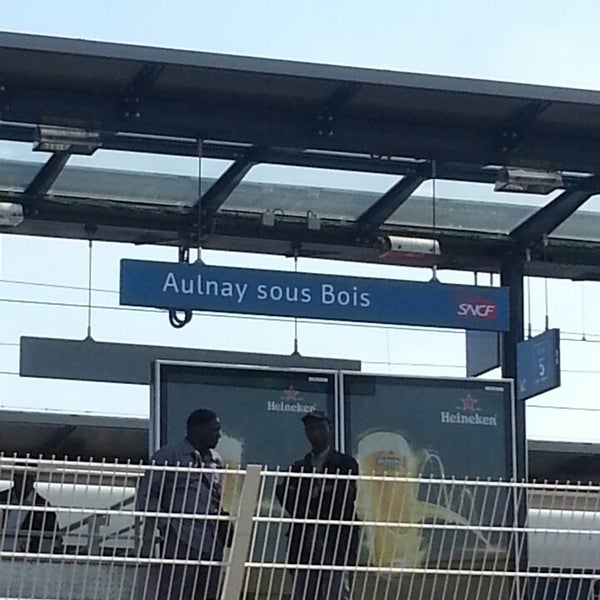 Aulnay sous Bois
SNCF
5
Heineken
Heineken